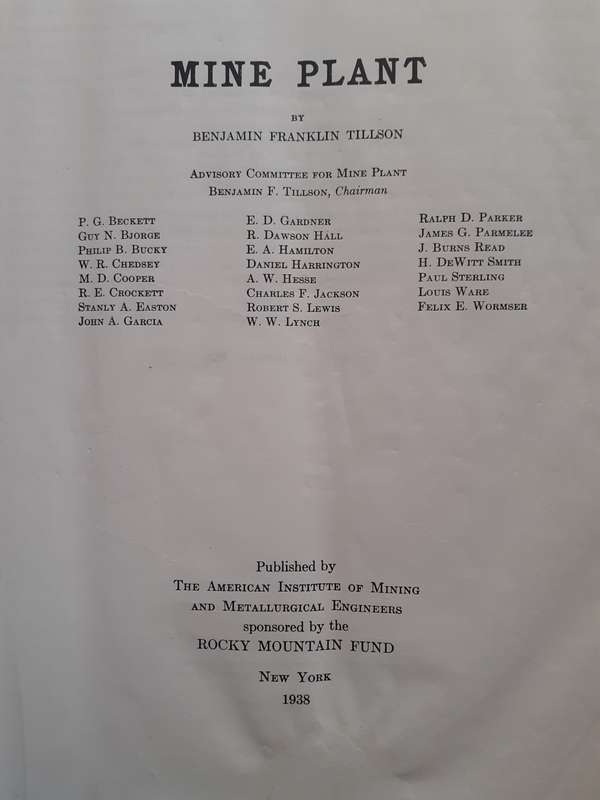 MINE PLANT
BY
BENJAMIN FRANKLIN TILLSON
ADVISORY COMMITTEE FOR MINE PLANT
BENJAMIN F. TILLSON, Chairman
P. G. BECKETT
GUY N. BJORGE
PHILIP B. BUCKY
W. R. CHEDSEY
M. D. COOPER
R. E. CROCKETT
STANLY A. EASTON
JOHN A. GARCIA
E. D. GARDNER
R. DAWSON HALL
E. A. HAMILTON
DANIEL HARRINGTON
A. W. HESSE
CHARLES F. JACKSON
ROBERT S. LEWIS
W. W. LYNCH
RALPH D. PARKER
JAMES G. PARMELEE
J. BURNS READ
H. DEWITT SMITH
PAUL STERLING
LOUIS WARE
FELIX E. WORMSER
Published by
THE AMERICAN INSTITUTE OF MINING
AND METALLURGICAL ENGINEERS
sponsored by the
ROCKY MOUNTAIN FUND
NEW YORK
1938